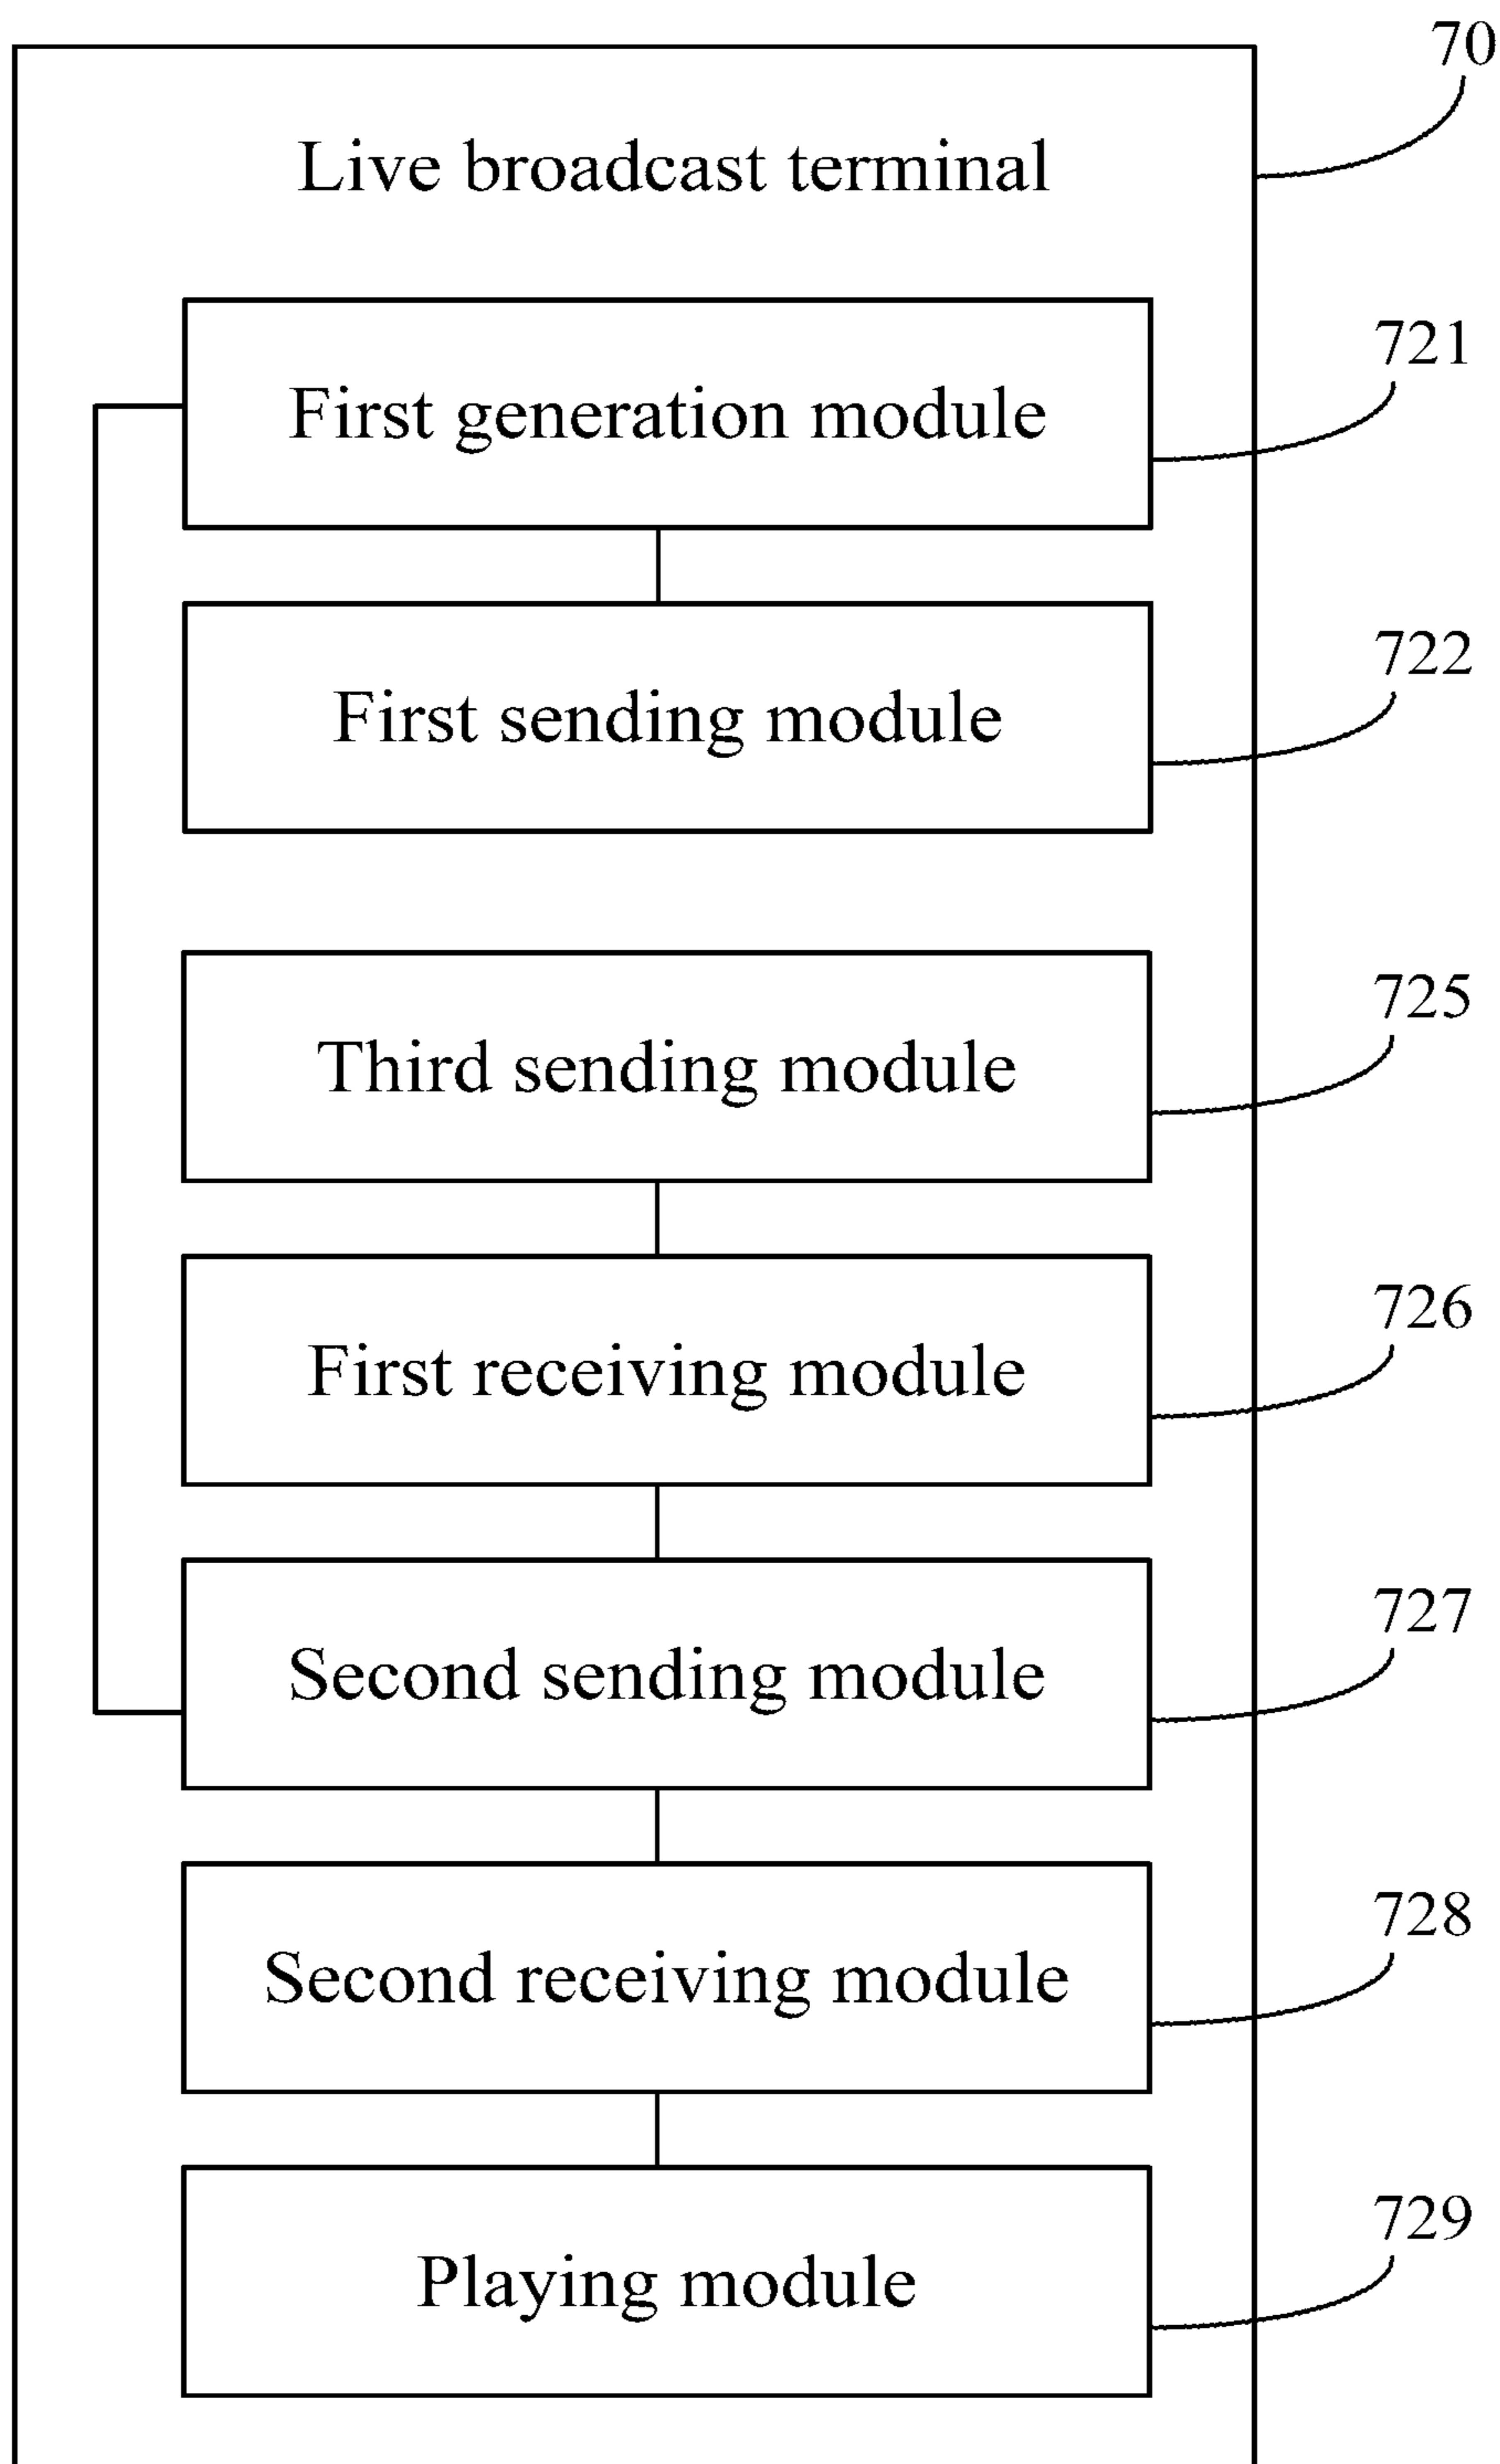 70
Live broadcast terminal
721
First generation module
722
First sending module
725
Third sending module
726
First receiving module
727
Second sending module
728
Second receiving module
729
Playing module